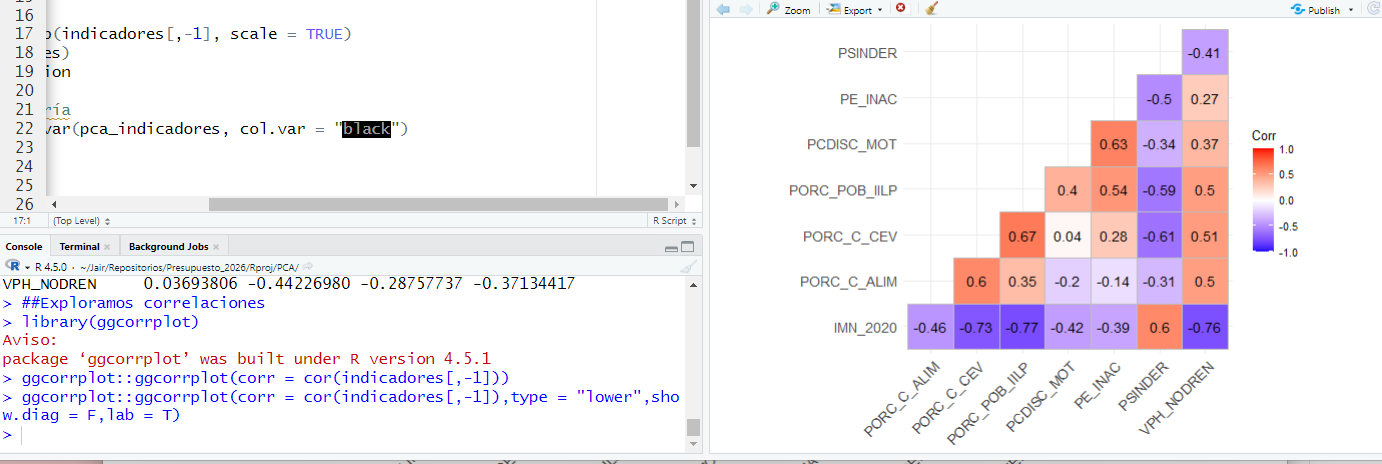 16
17 p(indicadores[,-1], scale = TRUE)
18 es)
19 ion
20
21 ría
22 var(pca_indicadores, col.var = "black")
23
24
25
26
17:1 (Top Level) R Script
Console Terminal Background Jobs
R 4.5.0 · ~/Jair/Repositorios/Presupuesto_2026/Rproj/PCA/
VPH_NODREN 0.03693806 -0.44226980 -0.28757737 -0.37134417
> ##Exploramos correlaciones
> library(ggcorrplot)
Aviso:
package ‘ggcorrplot’ was built under R version 4.5.1
> ggcorrplot::ggcorrplot(corr = cor(indicadores[,-1]))
> ggcorrplot::ggcorrplot(corr = cor(indicadores[,-1]),type = "lower",sho
w.diag = F,lab = T)
>
Zoom Export Publish
PSINDER -0.41
PE_INAC -0.5 0.27
PCDISC_MOT 0.63 -0.34 0.37
PORC_POB_IILP 0.4 0.54 -0.59 0.5
PORC_C_CEV 0.67 0.04 0.28 -0.61 0.51
PORC_C_ALIM 0.6 0.35 -0.2 -0.14 -0.31 0.5
IMN_2020 -0.46 -0.73 -0.77 -0.42 -0.39 0.6 -0.76
PORC_C_ALIM
PORC_C_CEV
PORC_POB_IILP
PCDISC_MOT
PE_INAC
PSINDER
VPH_NODREN
Corr
1.0
0.5
0.0
-0.5
-1.0